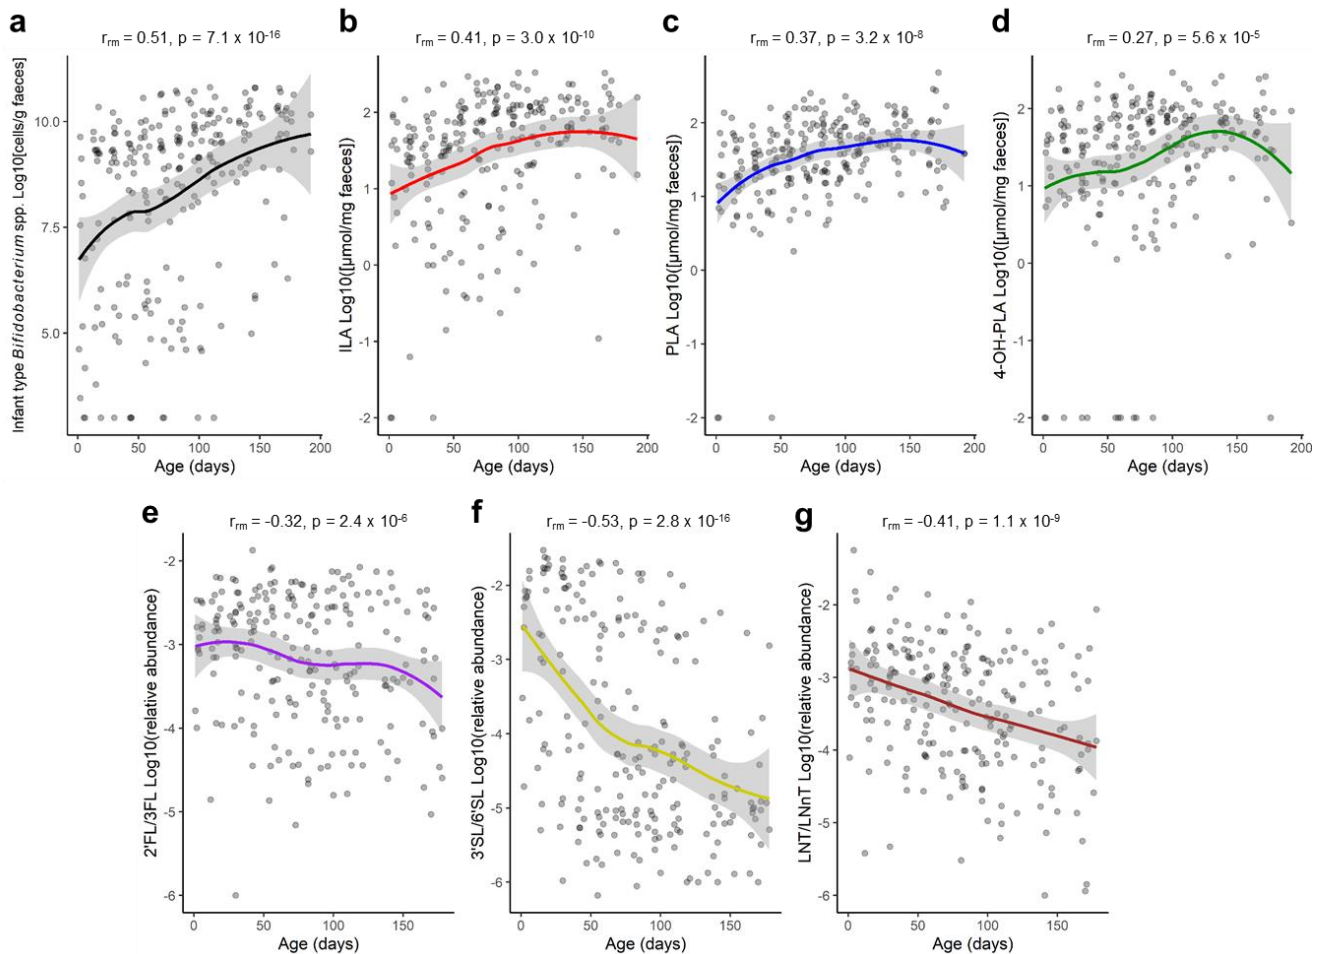 a
b
c
d
r_rm = 0.51, p = 7.1 x 10^-16
r_rm = 0.41, p = 3.0 x 10^-10
r_rm = 0.37, p = 3.2 x 10^-8
r_rm = 0.27, p = 5.6 x 10^-5
Infant type Bifidobacterium spp. Log10[cells/g faeces]
10.0
7.5
5.0
0 50 100 150 200
Age (days)
ILA Log10([µmol/mg faeces])
2
1
0
-1
-2
0 50 100 150 200
Age (days)
PLA Log10([µmol/mg faeces])
2
1
0
-1
-2
0 50 100 150 200
Age (days)
4-OH-PLA Log10([µmol/mg faeces])
2
1
0
-1
-2
0 50 100 150 200
Age (days)
e
f
g
r_rm = -0.32, p = 2.4 x 10^-6
r_rm = -0.53, p = 2.8 x 10^-16
r_rm = -0.41, p = 1.1 x 10^-9
2'FL/3FL Log10(relative abundance)
-2
-3
-4
-5
-6
0 50 100 150
Age (days)
3'SL/6'SL Log10(relative abundance)
-2
-3
-4
-5
-6
0 50 100 150
Age (days)
LNT/LNnT Log10(relative abundance)
-2
-3
-4
-5
-6
0 50 100 150
Age (days)